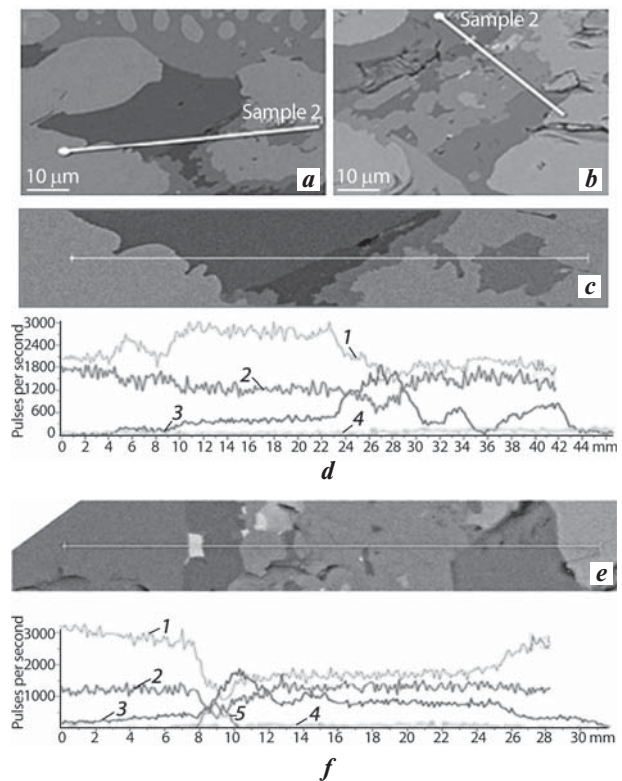 Sample 2
10 μm
a
Sample 2
10 μm
b
c
Pulses per second
3000
2400
1800
1200
600
0
1
2
3
4
0 2 4 6 8 10 12 14 16 18 20 22 24 26 28 30 32 34 36 38 40 42 44 mm
d
e
Pulses per second
3000
2000
1000
1
2
3
5
4
0 2 4 6 8 10 12 14 16 18 20 22 24 26 28 30 mm
f